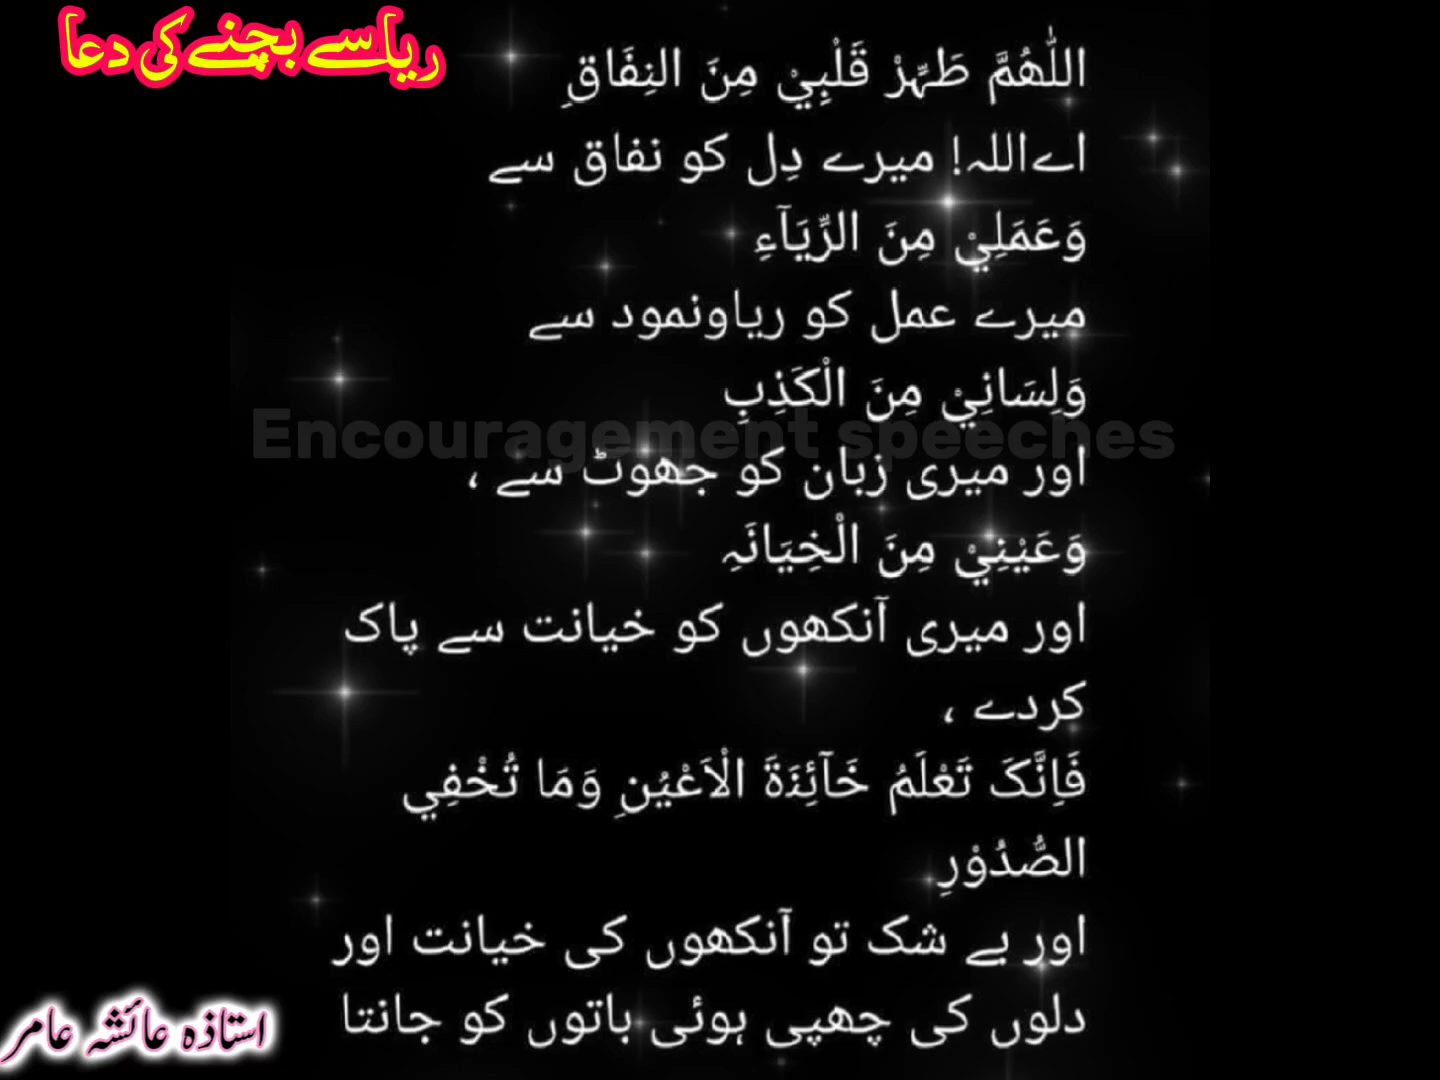 ریا سے بچنے کی دعا
اللّٰهُمَّ طَہِّرْ قَلْبِيْ مِنَ النِفَاقِ
اےاللہ! میرے دِل کو نفاق سے
وَعَمَلِيْ مِنَ الرِّيَآءِ
میرے عمل کو ریاونمود سے
وَلِسَانِيْ مِنَ الْکَذِبِ
Encouragement speeches
اور میری زبان کو جھوٹ سے ،
وَعَيْنِيْ مِنَ الْخِيَانَہِ
اور میری آنکھوں کو خیانت سے پاک
کردے ،
فَاِنَّکَ تَعْلَمُ خَآئِنَةَ الْاَعْيُنِ وَمَا تُخْفِي
الصُّدُوْرِ
اور بے شک تو آنکھوں کی خیانت اور
دلوں کی چھپی ہوئی باتوں کو جانتا
استاذہ عائشہ عامر